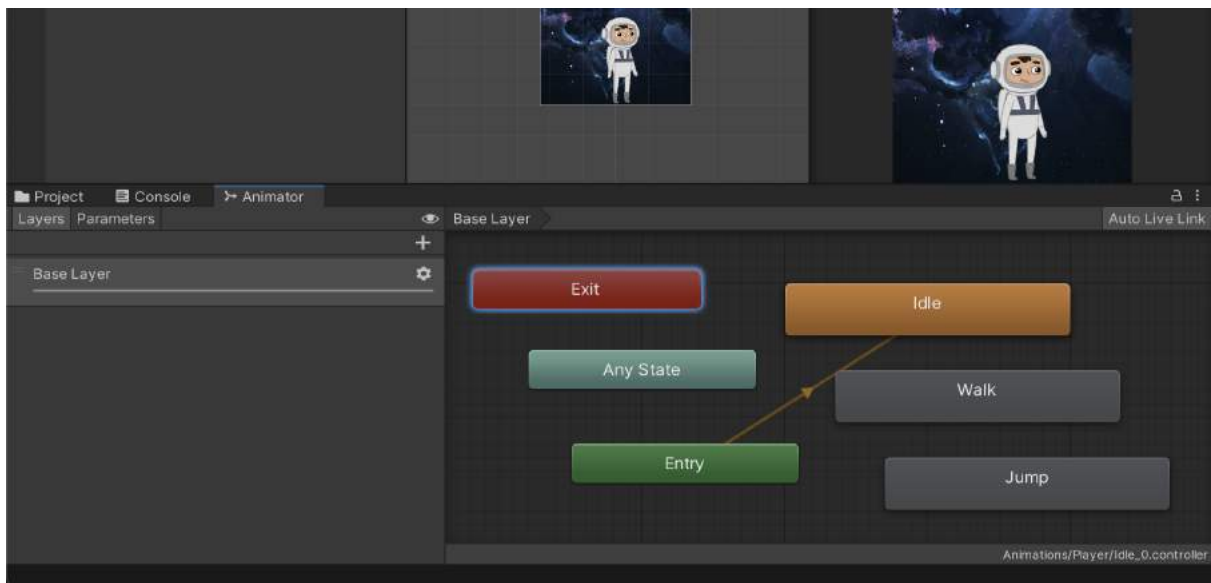 Project Console Animator
Layers Parameters Base Layer Auto Live Link
Base Layer
Exit
Idle
Any State
Walk
Entry
Jump
Animations/Player/Idle_0.controller